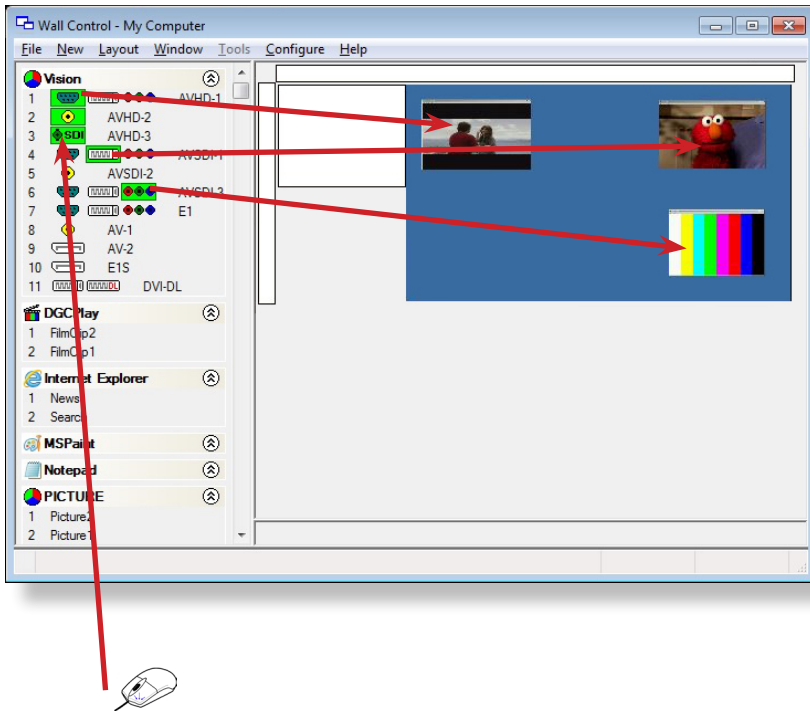 Wall Control - My Computer
File New Layout Window Tools Configure Help
Vision
1 AVHD-1
2 AVHD-2
3 SDI AVHD-3
4 AVSDI-1
5 AVSDI-2
6 AVSDI-3
7 E1
8 AV-1
9 AV-2
10 E1S
11 DL DVI-DL
DGCPlay
1 FilmClip2
2 FilmClip1
Internet Explorer
1 News
2 Search
MSPaint
Notepad
PICTURE
1 Picture2
2 Picture1